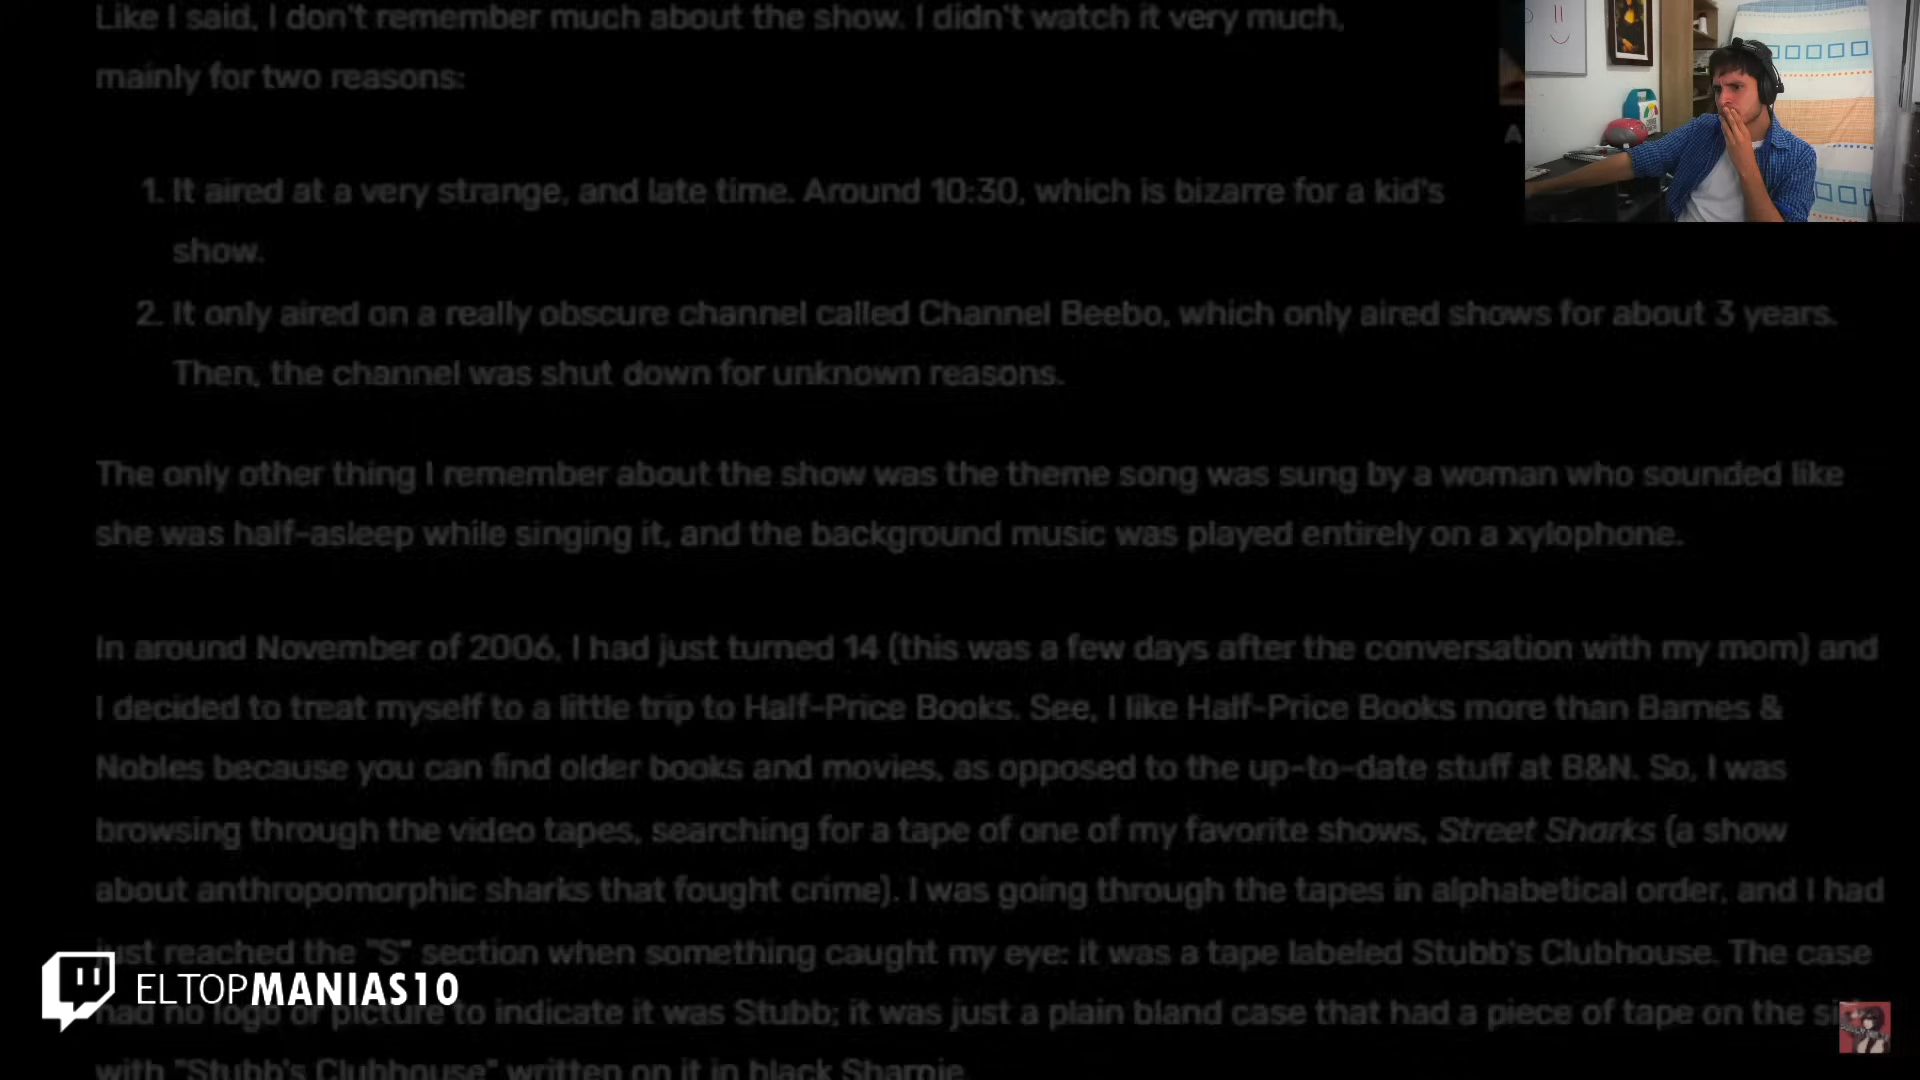 Like I said, I don't remember much about the show. I didn't watch it very much,
mainly for two reasons:
1. It aired at a very strange, and late time. Around 10:30, which is bizarre for a kid's
show.
2. It only aired on a really obscure channel called Channel Beebo, which only aired shows for about 3 years.
Then, the channel was shut down for unknown reasons.
The only other thing I remember about the show was the theme song was sung by a woman who sounded like
she was half-asleep while singing it, and the background music was played entirely on a xylophone.
In around November of 2006, I had just turned 14 (this was a few days after the conversation with my mom) and
I decided to treat myself to a little trip to Half-Price Books. See, I like Half-Price Books more than Barnes &
Nobles because you can find older books and movies, as opposed to the up-to-date stuff at B&N. So, I was
browsing through the video tapes, searching for a tape of one of my favorite shows, Street Sharks (a show
about anthropomorphic sharks that fought crime). I was going through the tapes in alphabetical order, and I had
just reached the "S" section when something caught my eye: it was a tape labeled Stubb's Clubhouse. The case
had no logo or picture to indicate it was Stubb; it was just a plain bland case that had a piece of tape on the
with "Stubb's Clubhouse" written on it in black Sharpie.
ELTOPMANIAS10